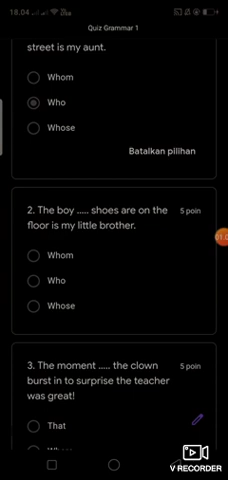 18.04
Quiz Grammar 1
street is my aunt.
Whom
Who
Whose
Batalkan pilihan
2. The boy ..... shoes are on the 5 poin
floor is my little brother.
Whom
Who
Whose
3. The moment ..... the clown 5 poin
burst in to surprise the teacher
was great!
That
V RECORDER